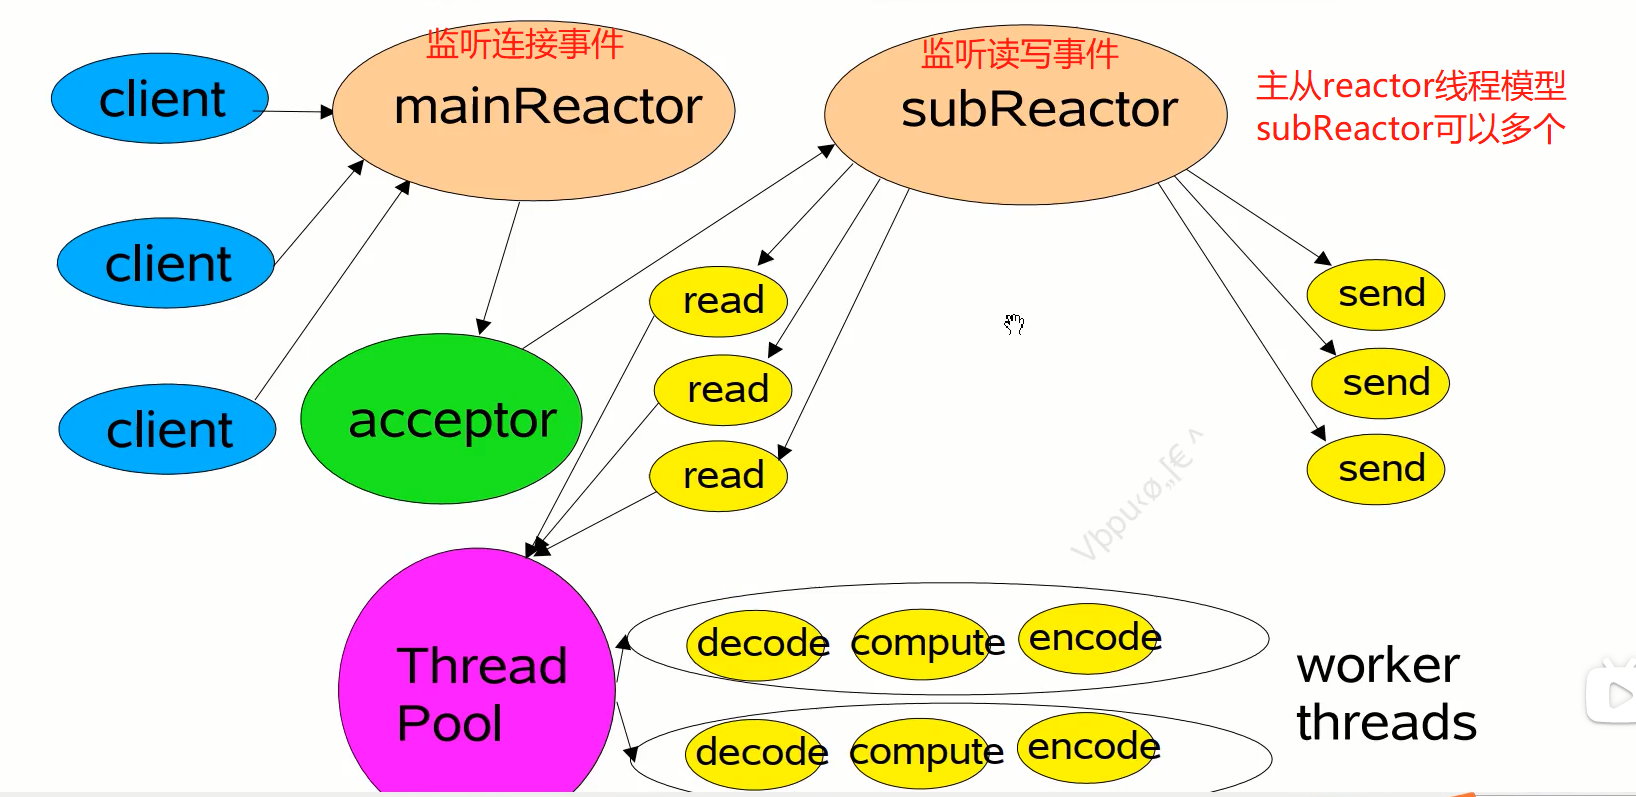 监听连接事件
mainReactor
监听读写事件
subReactor
主从reactor线程模型
subReactor可以多个
client
client
client
acceptor
read
read
read
send
send
send
Thread
Pool
decode
compute
encode
decode
compute
encode
worker
threads